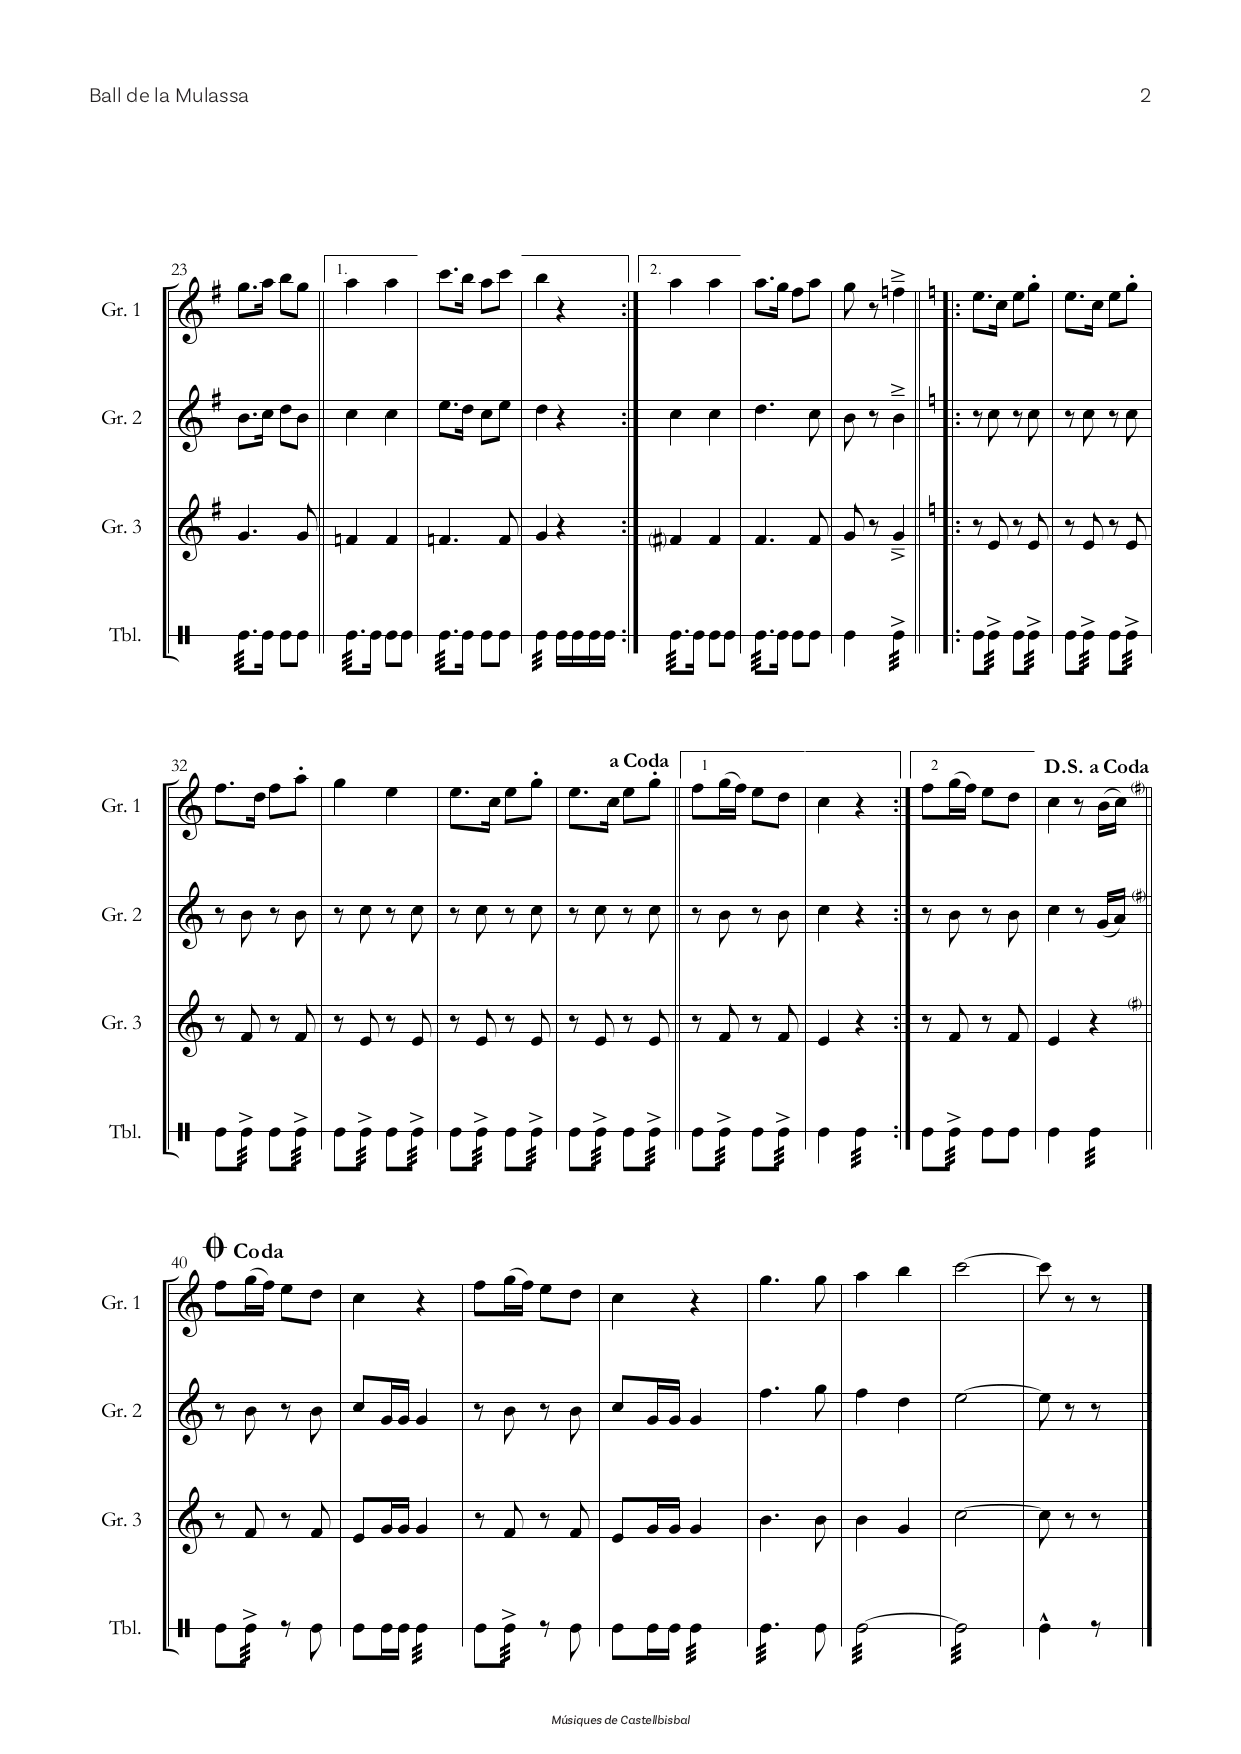 Ball de la Mulassa 2
23 1. 2.
Gr. 1
Gr. 2
Gr. 3
Tbl.
32 a Coda 1 2 D.S. a Coda
Gr. 1
Gr. 2
Gr. 3
Tbl.
40 Coda
Gr. 1
Gr. 2
Gr. 3
Tbl.
Músiques de Castellbisbal